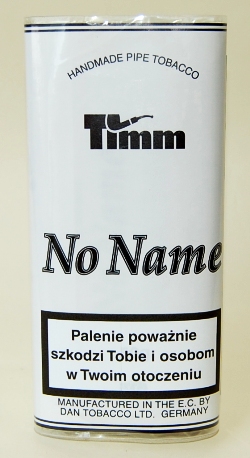 HANDMADE PIPE TOBACCO
Timm
No Name
Palenie poważnie
szkodzi Tobie i osobom
w Twoim otoczeniu
MANUFACTURED IN THE E.C. BY
DAN TOBACCO LTD. GERMANY